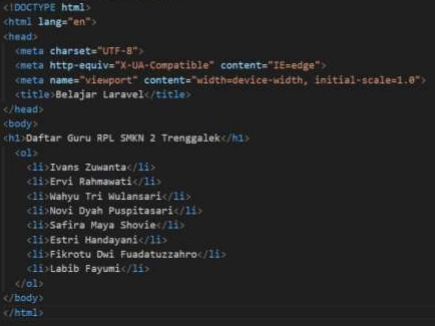 <!DOCTYPE html>
<html lang="en">
<head>
<meta charset="UTF-8">
<meta http-equiv="X-UA-Compatible" content="IE=edge">
<meta name="viewport" content="width=device-width, initial-scale=1.0">
<title>Belajar Laravel</title>
</head>
<body>
<h1>Daftar Guru RPL SMKN 2 Trenggalek</h1>
<ol>
<li>Ivans Zuwanta</li>
<li>Ervi Rahmawati</li>
<li>Wahyu Tri Wulansari</li>
<li>Novi Dyah Puspitasari</li>
<li>Safira Maya Shovie</li>
<li>Estri Handayani</li>
<li>Fikrotu Dwi Fuadatuzzahro</li>
<li>Labib Fayumi</li>
</ol>
</body>
</html>